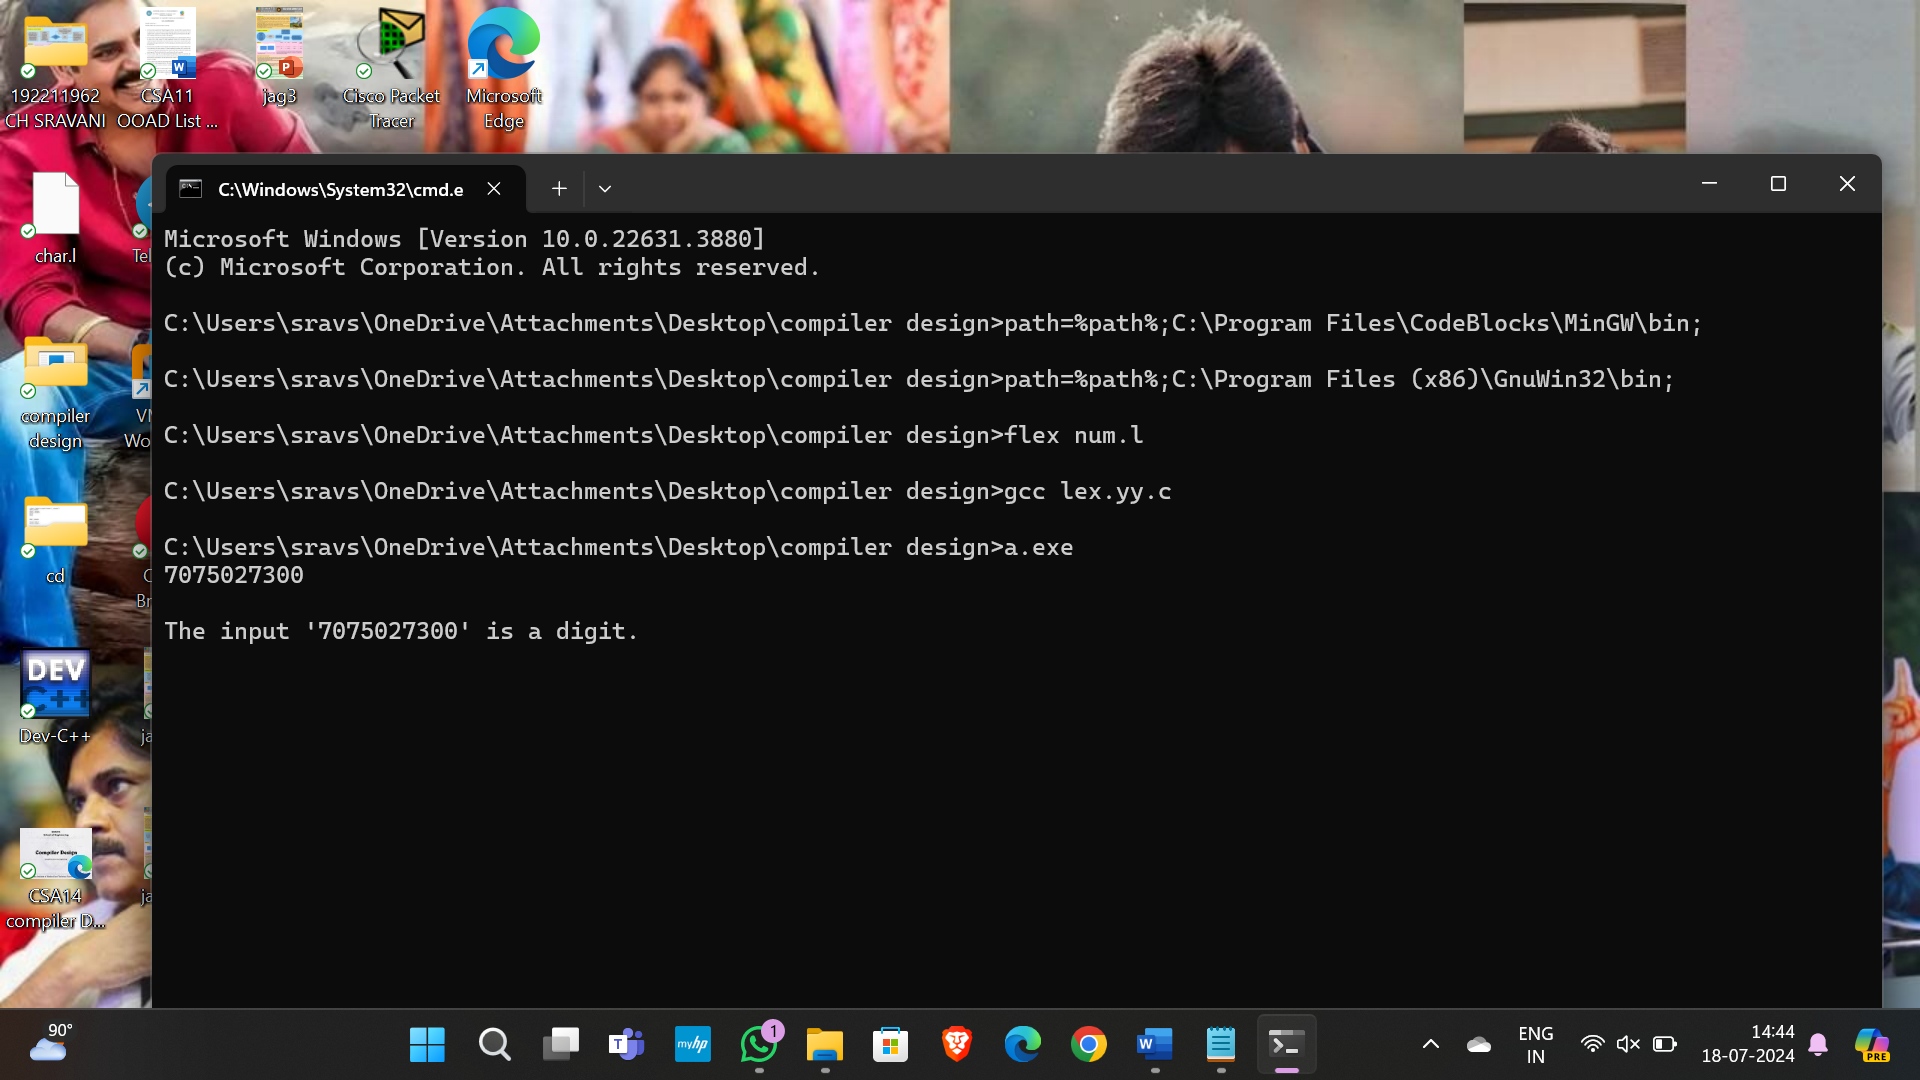 192211962
CH SRAVANI
CSA11
OOAD List ...
jag3
Cisco Packet
Tracer
Microsoft
Edge
char.l
Tel
compiler
design
VM
Wo
cd
Br
DEV
C++
Dev-C++
ja
Compiler Design
CSA14
compiler D...
ja
C:\Windows\System32\cmd.e
Microsoft Windows [Version 10.0.22631.3880]
(c) Microsoft Corporation. All rights reserved.
C:\Users\sravs\OneDrive\Attachments\Desktop\compiler design>path=%path%;C:\Program Files\CodeBlocks\MinGW\bin;
C:\Users\sravs\OneDrive\Attachments\Desktop\compiler design>path=%path%;C:\Program Files (x86)\GnuWin32\bin;
C:\Users\sravs\OneDrive\Attachments\Desktop\compiler design>flex num.l
C:\Users\sravs\OneDrive\Attachments\Desktop\compiler design>gcc lex.yy.c
C:\Users\sravs\OneDrive\Attachments\Desktop\compiler design>a.exe
7075027300
The input '7075027300' is a digit.
90°
myhp
1
ENG
IN
14:44
18-07-2024
PRE